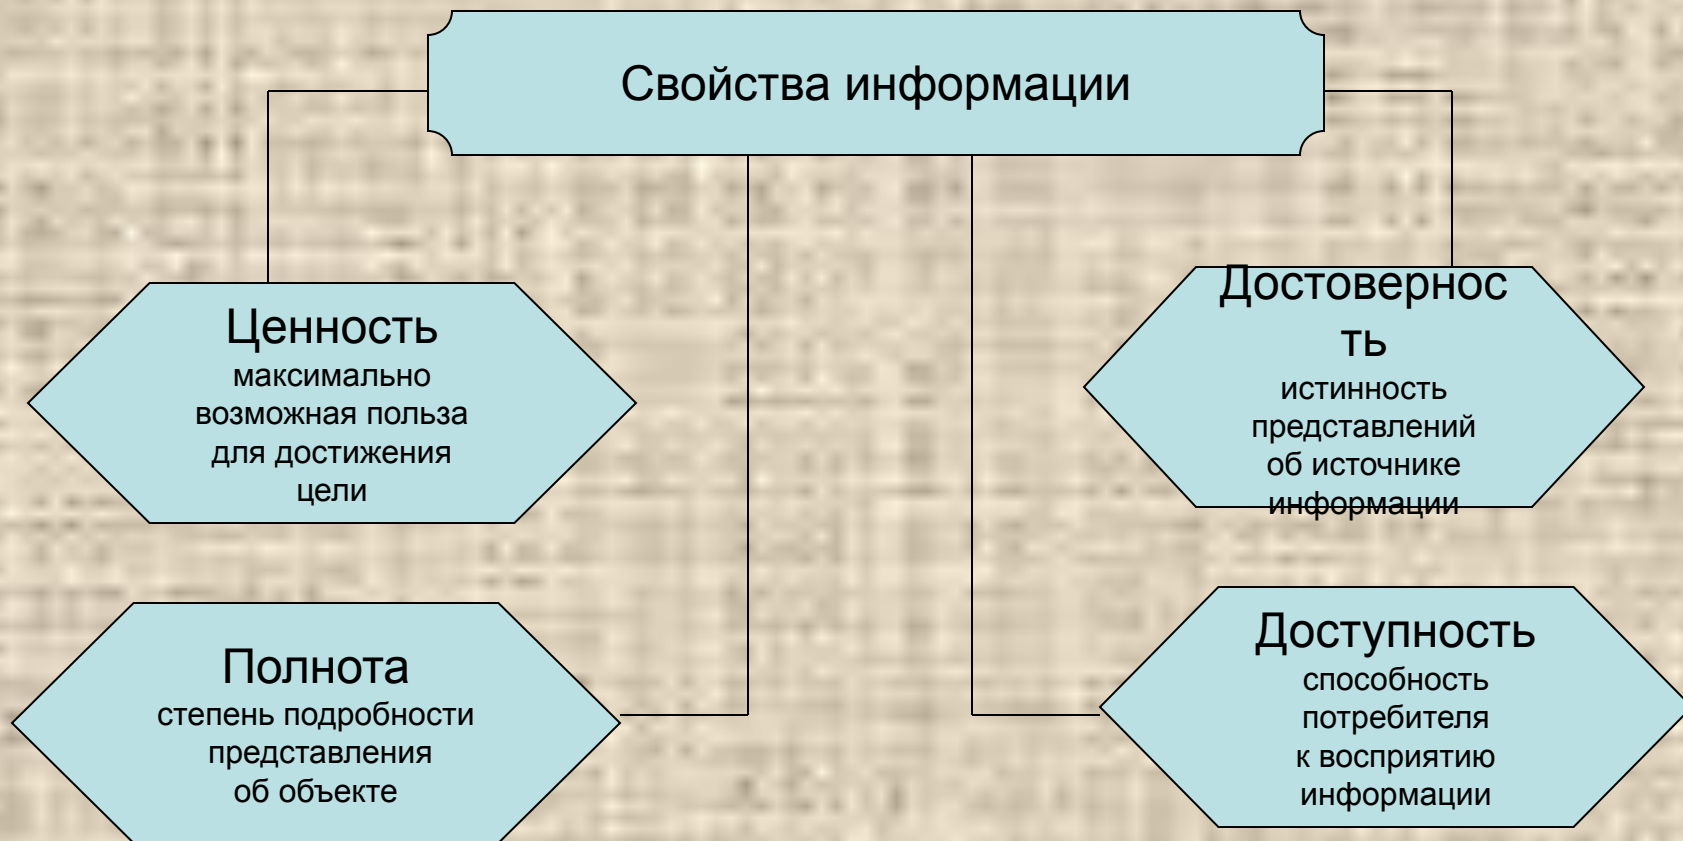 Свойства информации
Ценность
максимально
возможная польза
для достижения
цели
Достовернос
ть
истинность
представлений
об источнике
информации
Полнота
степень подробности
представления
об объекте
Доступность
способность
потребителя
к восприятию
информации